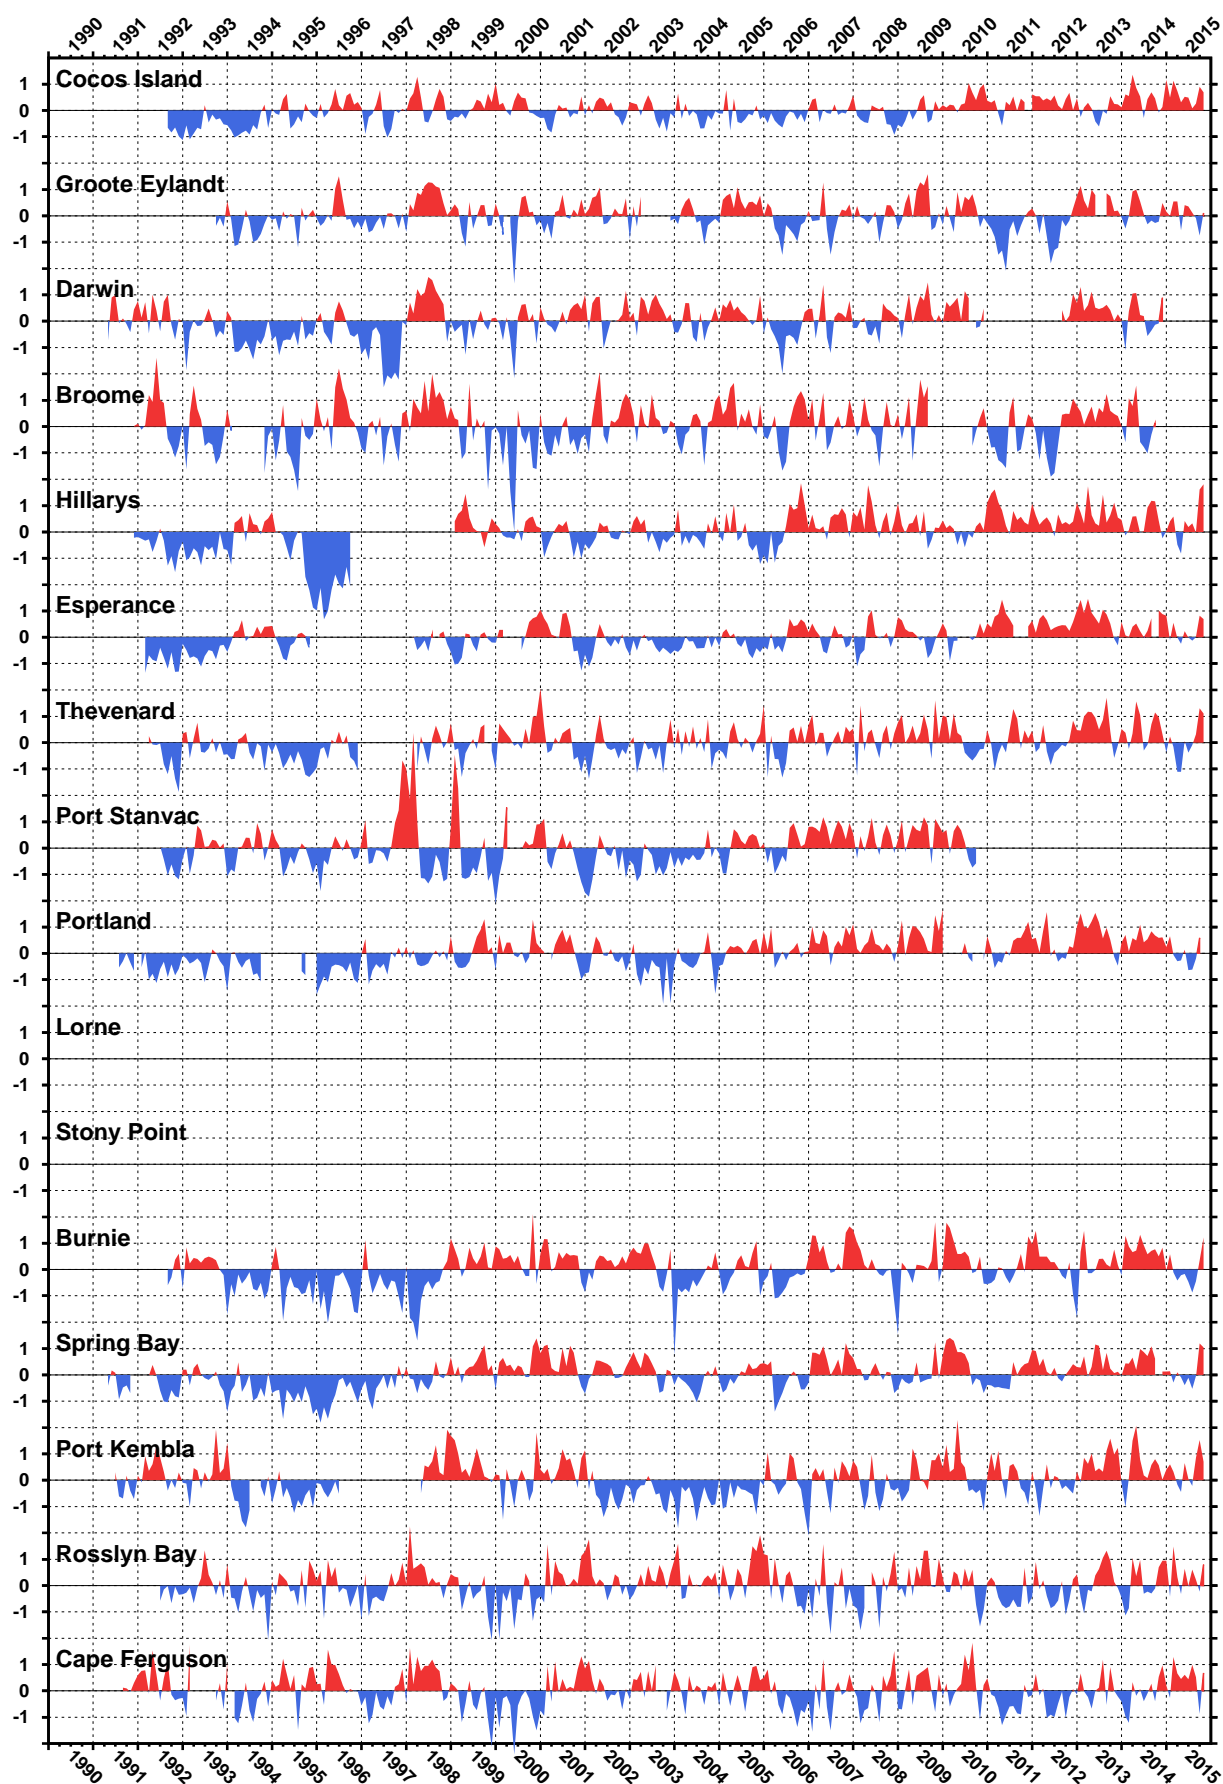 1990 1991 1992 1993 1994 1995 1996 1997 1998 1999 2000 2001 2002 2003 2004 2005 2006 2007 2008 2009 2010 2011 2012 2013 2014 2015
Cocos Island
1
0
-1
Groote Eylandt
1
0
-1
Darwin
1
0
-1
Broome
1
0
-1
Hillarys
1
0
-1
Esperance
1
0
-1
Thevenard
1
0
-1
Port Stanvac
1
0
-1
Portland
1
0
-1
Lorne
1
0
-1
Stony Point
1
0
-1
Burnie
1
0
-1
Spring Bay
1
0
-1
Port Kembla
1
0
-1
Rosslyn Bay
1
0
-1
Cape Ferguson
1
0
-1
1990 1991 1992 1993 1994 1995 1996 1997 1998 1999 2000 2001 2002 2003 2004 2005 2006 2007 2008 2009 2010 2011 2012 2013 2014 2015